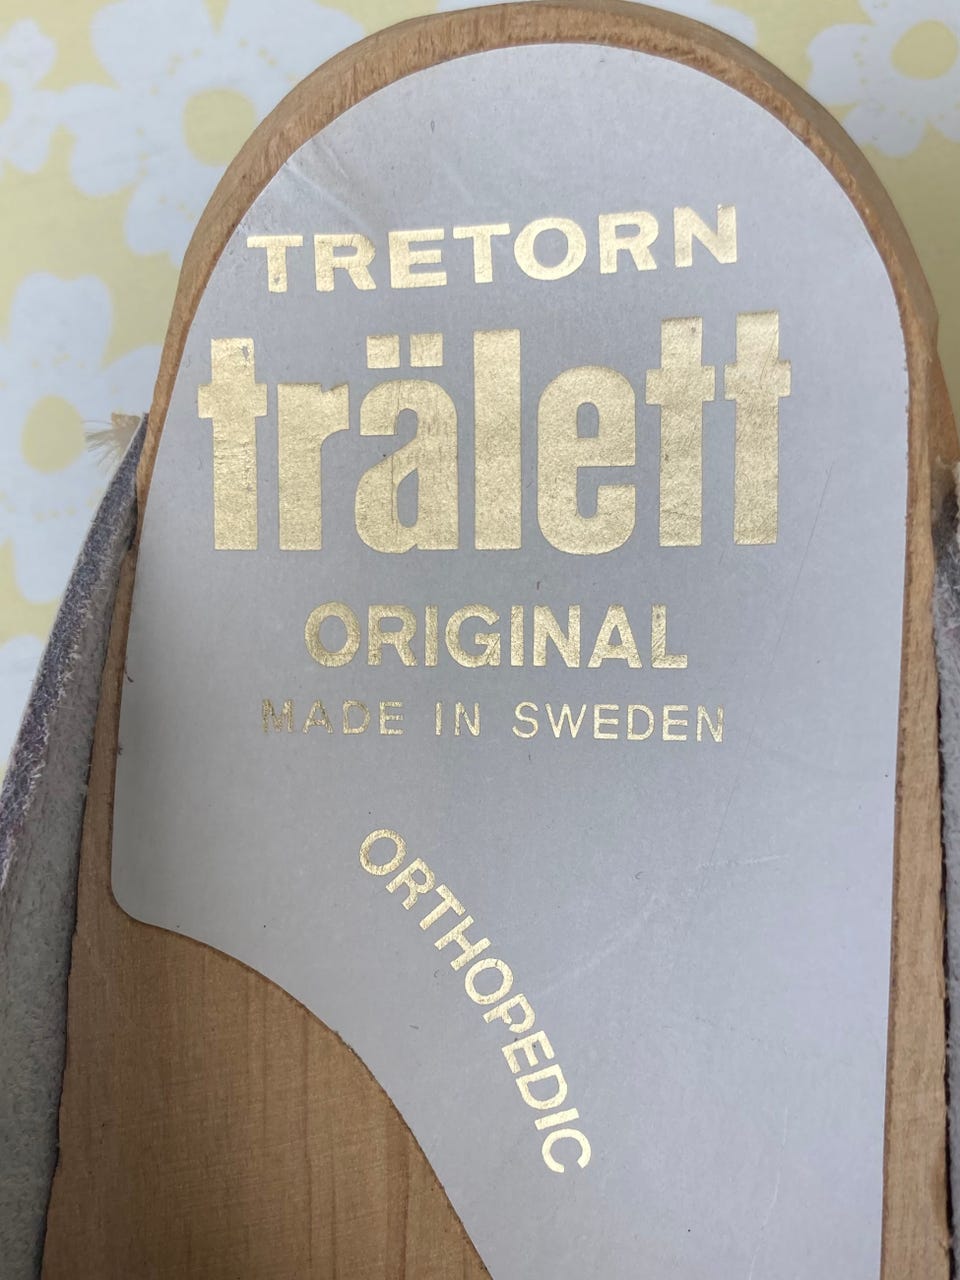 TRETORN
trälett
ORIGINAL
MADE IN SWEDEN
ORTHOPEDIC